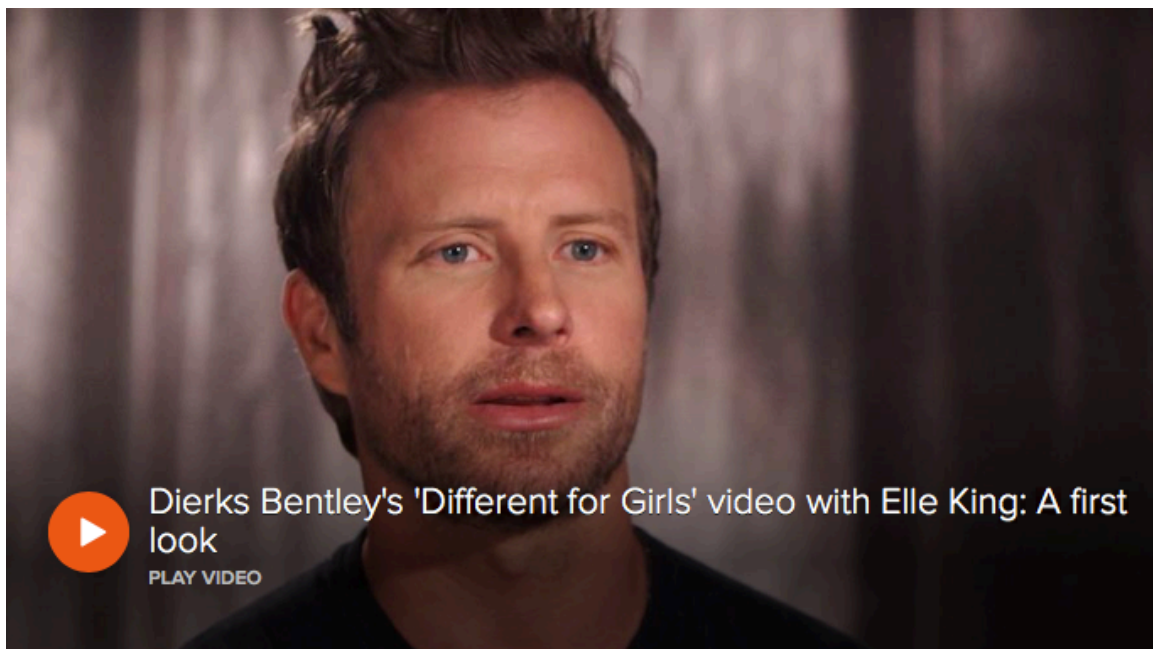 Dierks Bentley's 'Different for Girls' video with Elle King: A first
look
PLAY VIDEO